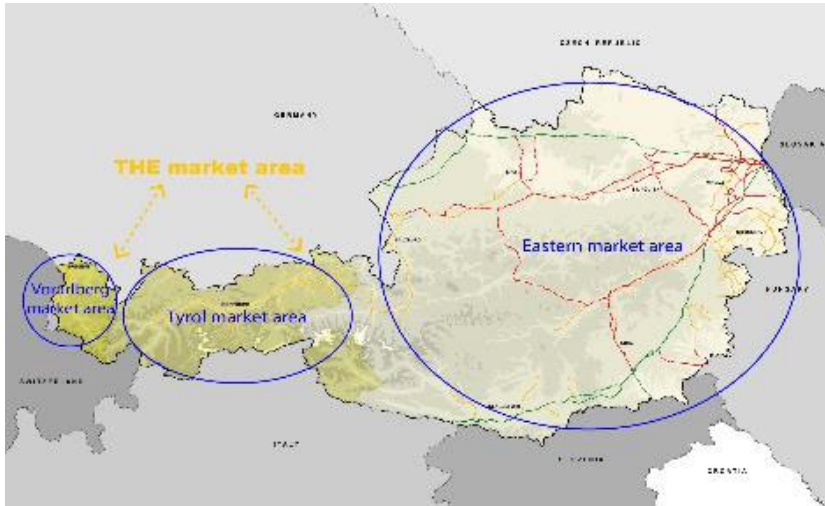 CZECH REPUBLIC
GERMANY
THE market area
Eastern market area
Vorarlberg
market area
Tyrol market area
HUNGARY
SWITZERLAND
ITALY
SLOVENIA
CROATIA